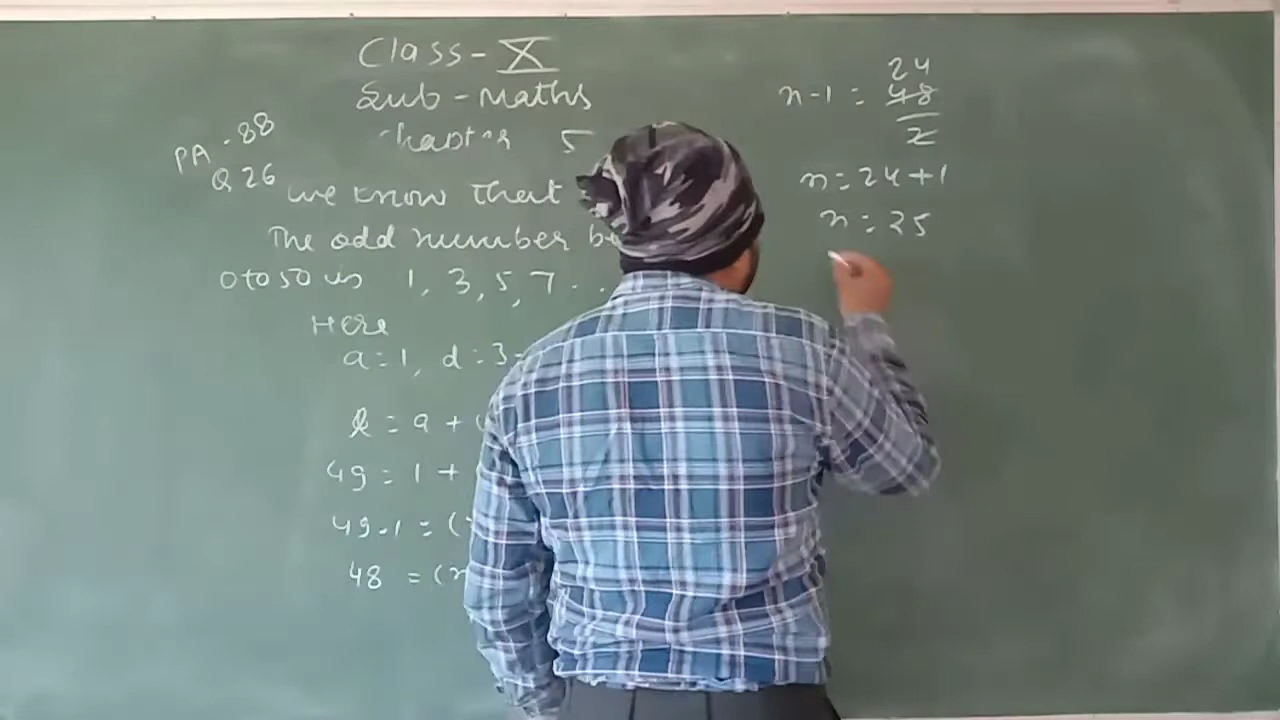 Class - X
Sub - Maths
Chapter 5
PA - 88
Q 26
we know that
The odd number be
0 to 50 is 1, 3, 5, 7 . .
Here
a = 1, d = 3 -
l = a + (
49 = 1 +
49 - 1 = (
48 = (n
24
n - 1 = 48
2
n = 24 + 1
n = 25